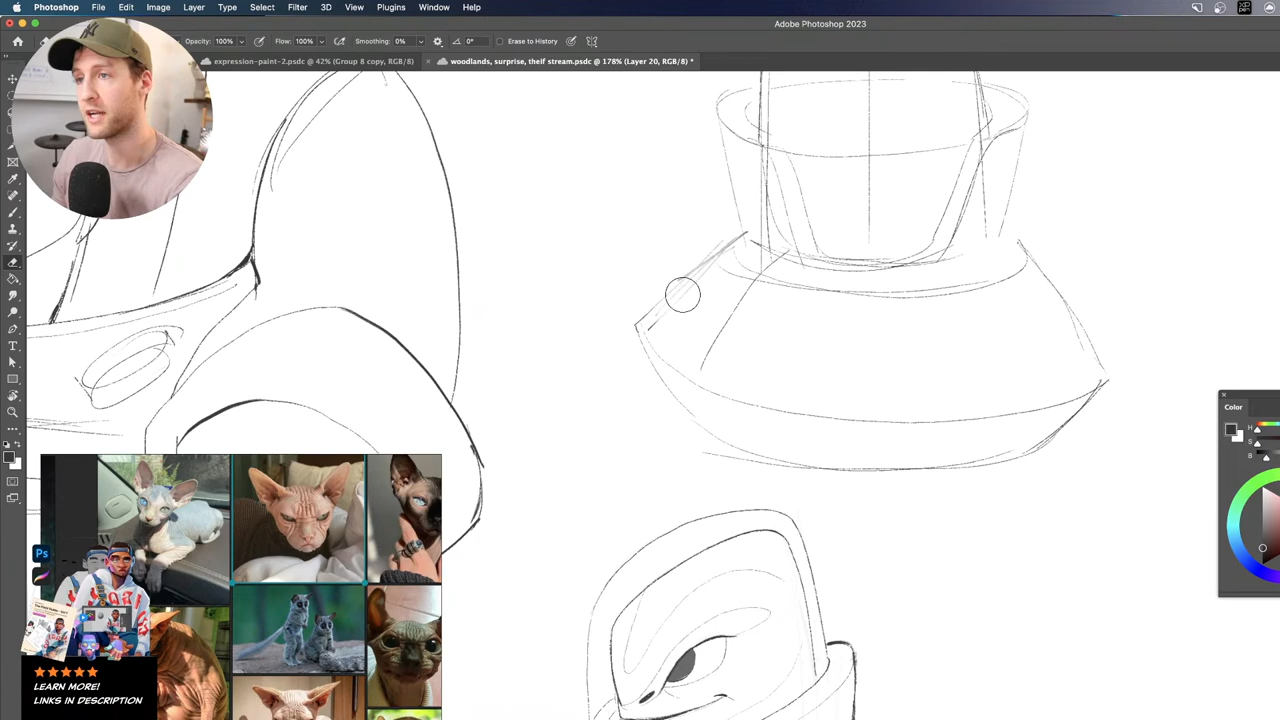 Photoshop File Edit Image Layer Type Select Filter 3D View Plugins Window Help
Adobe Photoshop 2023
Opacity: 100% Flow: 100% Smoothing: 0% 0° Erase to History
expression-paint-2.psdc @ 42% (Group 8 copy, RGB/8) woodlands, surprise, theif stream.psdc @ 178% (Layer 20, RGB/8) *
Color
H
S
B
Ps
LEARN MORE!
LINKS IN DESCRIPTION